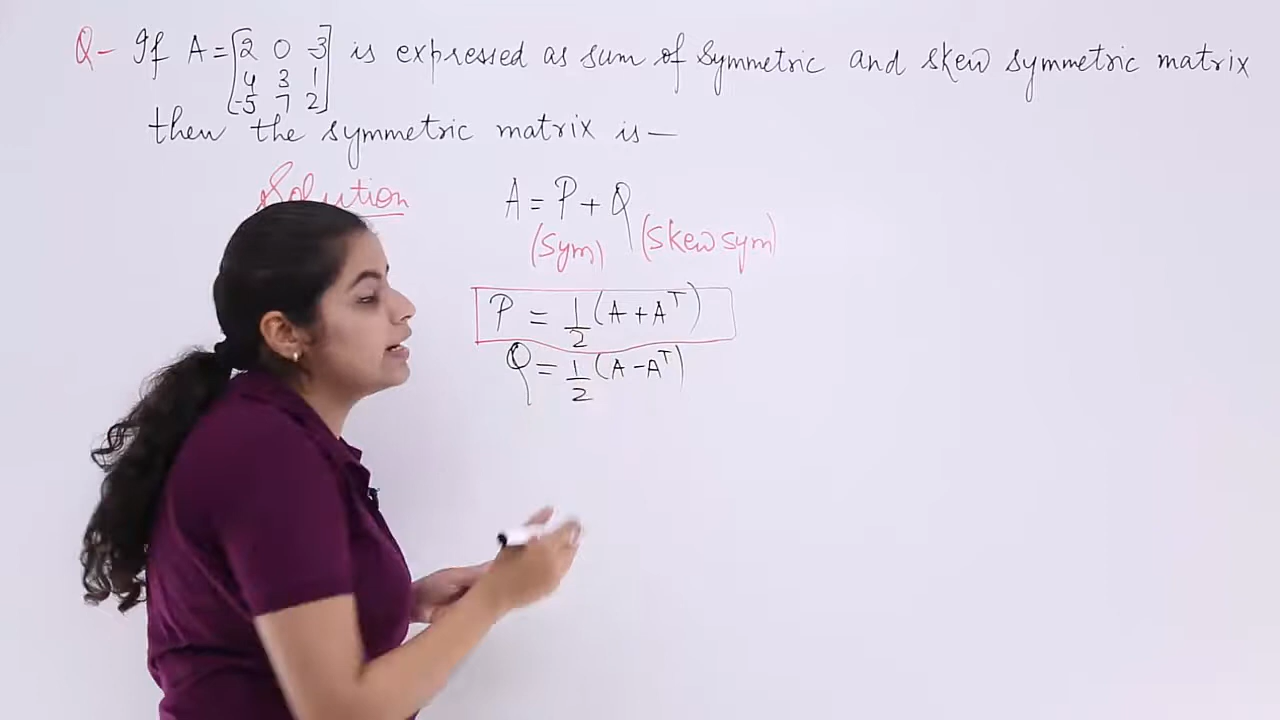 Q- If A = [2 0 -3 is expressed as sum of symmetric and skew symmetric matrix
4 3 1
-5 7 2]
then the symmetric matrix is —
Solution
A = P + Q
(Sym) (Skew sym)
P = 1/2 (A + Aᵀ)
Q = 1/2 (A - Aᵀ)